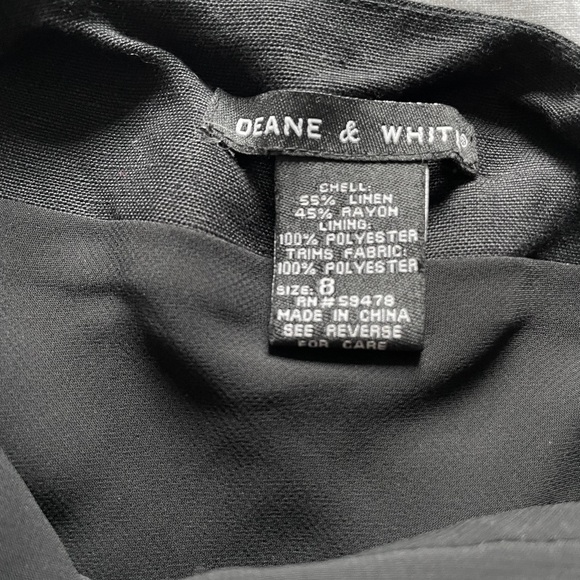 DEANE & WHIT
SHELL:
55% LINEN
45% RAYON
LINING:
100% POLYESTER
TRIMS FABRIC:
100% POLYESTER
SIZE: 8
RN # 59478
MADE IN CHINA
SEE REVERSE
FOR CARE